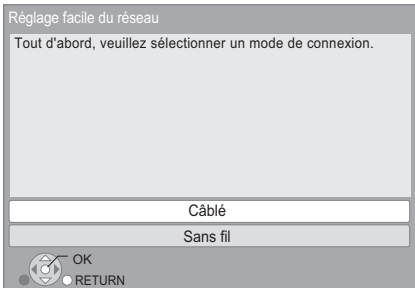 Réglage facile du réseau
Tout d'abord, veuillez sélectionner un mode de connexion.
Câblé
Sans fil
OK
RETURN